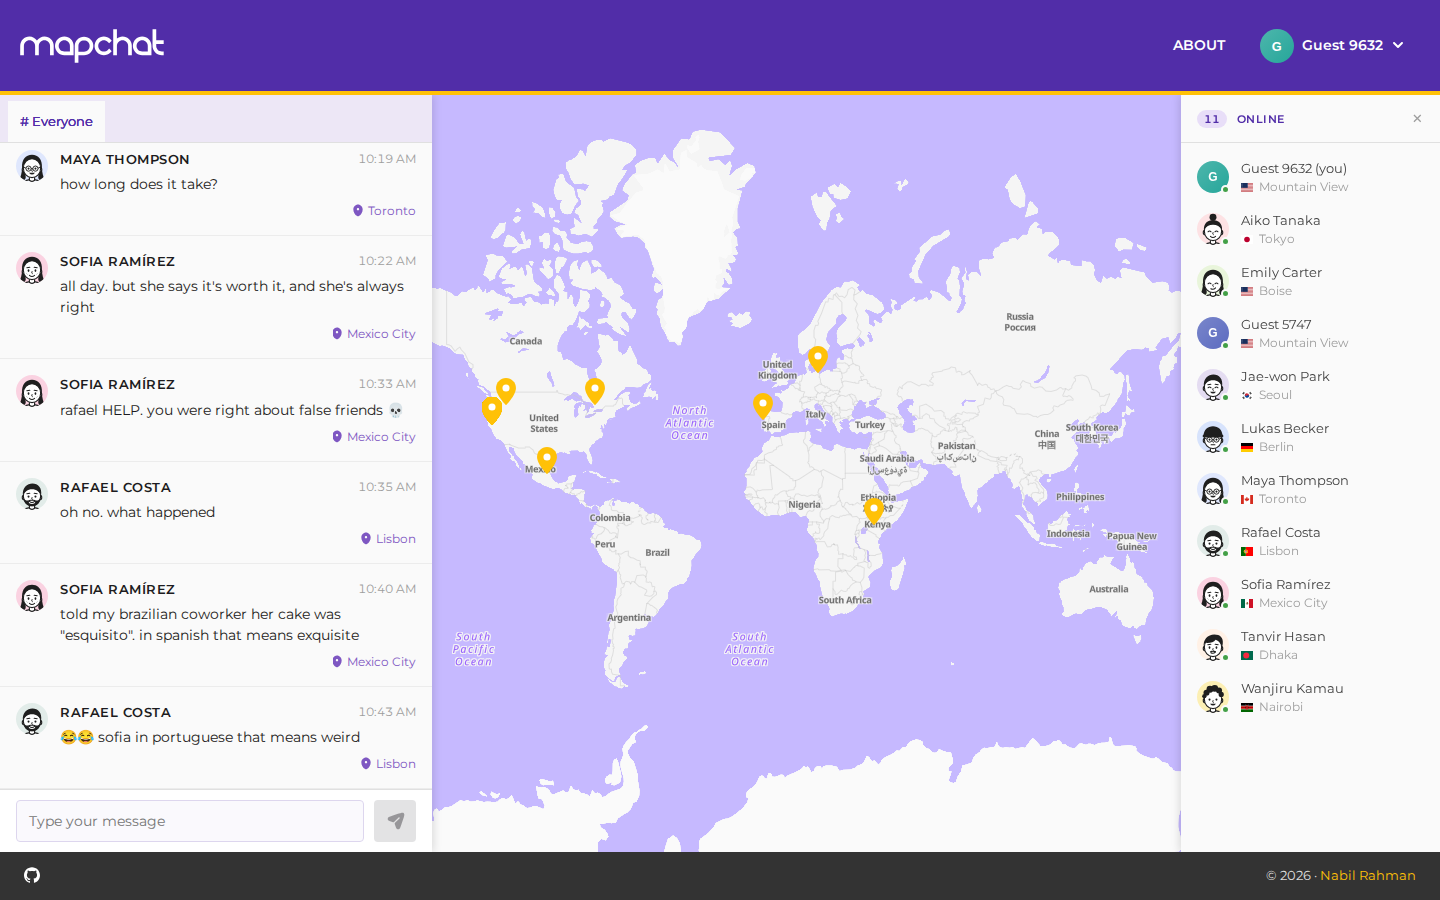 mapchat
ABOUT
G
Guest 9632
# Everyone
MAYA THOMPSON
10:19 AM
how long does it take?
Toronto
SOFIA RAMÍREZ
10:22 AM
all day. but she says it's worth it, and she's always
right
Mexico City
SOFIA RAMÍREZ
10:33 AM
rafael HELP. you were right about false friends 💀
Mexico City
RAFAEL COSTA
10:35 AM
oh no. what happened
Lisbon
SOFIA RAMÍREZ
10:40 AM
told my brazilian coworker her cake was
"esquisito". in spanish that means exquisite
Mexico City
RAFAEL COSTA
10:43 AM
😂😂 sofia in portuguese that means weird
Lisbon
Type your message
Canada
United
States
Mexico
Colombia
Peru
Brazil
Argentina
South
Pacific
Ocean
North
Atlantic
Ocean
South
Atlantic
Ocean
United
Kingdom
Spain
Italy
Turkey
Russia
Россия
Saudi Arabia
السعودية
Pakistan
پاکستان
China
中国
South Korea
대한민국
Nigeria
Ethiopia
Kenya
South Africa
Philippines
Indonesia
Papua New
Guinea
Australia
11 ONLINE
G
Guest 9632 (you)
Mountain View
Aiko Tanaka
Tokyo
Emily Carter
Boise
G
Guest 5747
Mountain View
Jae-won Park
Seoul
Lukas Becker
Berlin
Maya Thompson
Toronto
Rafael Costa
Lisbon
Sofia Ramírez
Mexico City
Tanvir Hasan
Dhaka
Wanjiru Kamau
Nairobi
© 2026 · Nabil Rahman